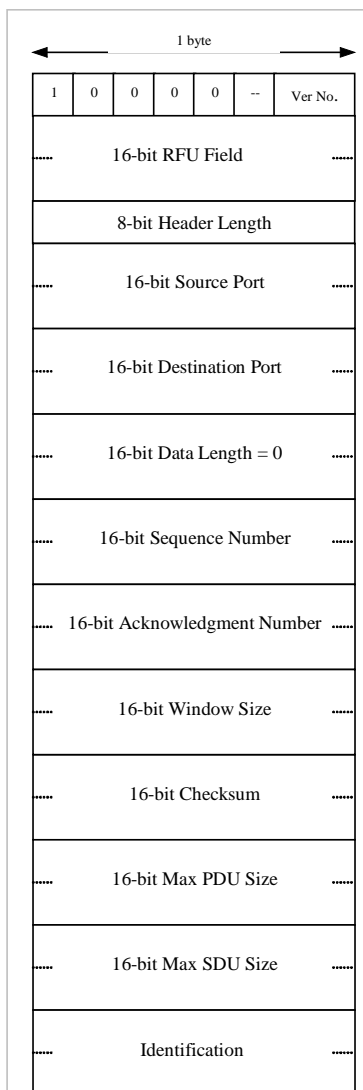 1 byte
1 0 0 0 0 -- Ver No.
16-bit RFU Field
8-bit Header Length
16-bit Source Port
16-bit Destination Port
16-bit Data Length = 0
16-bit Sequence Number
16-bit Acknowledgment Number
16-bit Window Size
16-bit Checksum
16-bit Max PDU Size
16-bit Max SDU Size
Identification